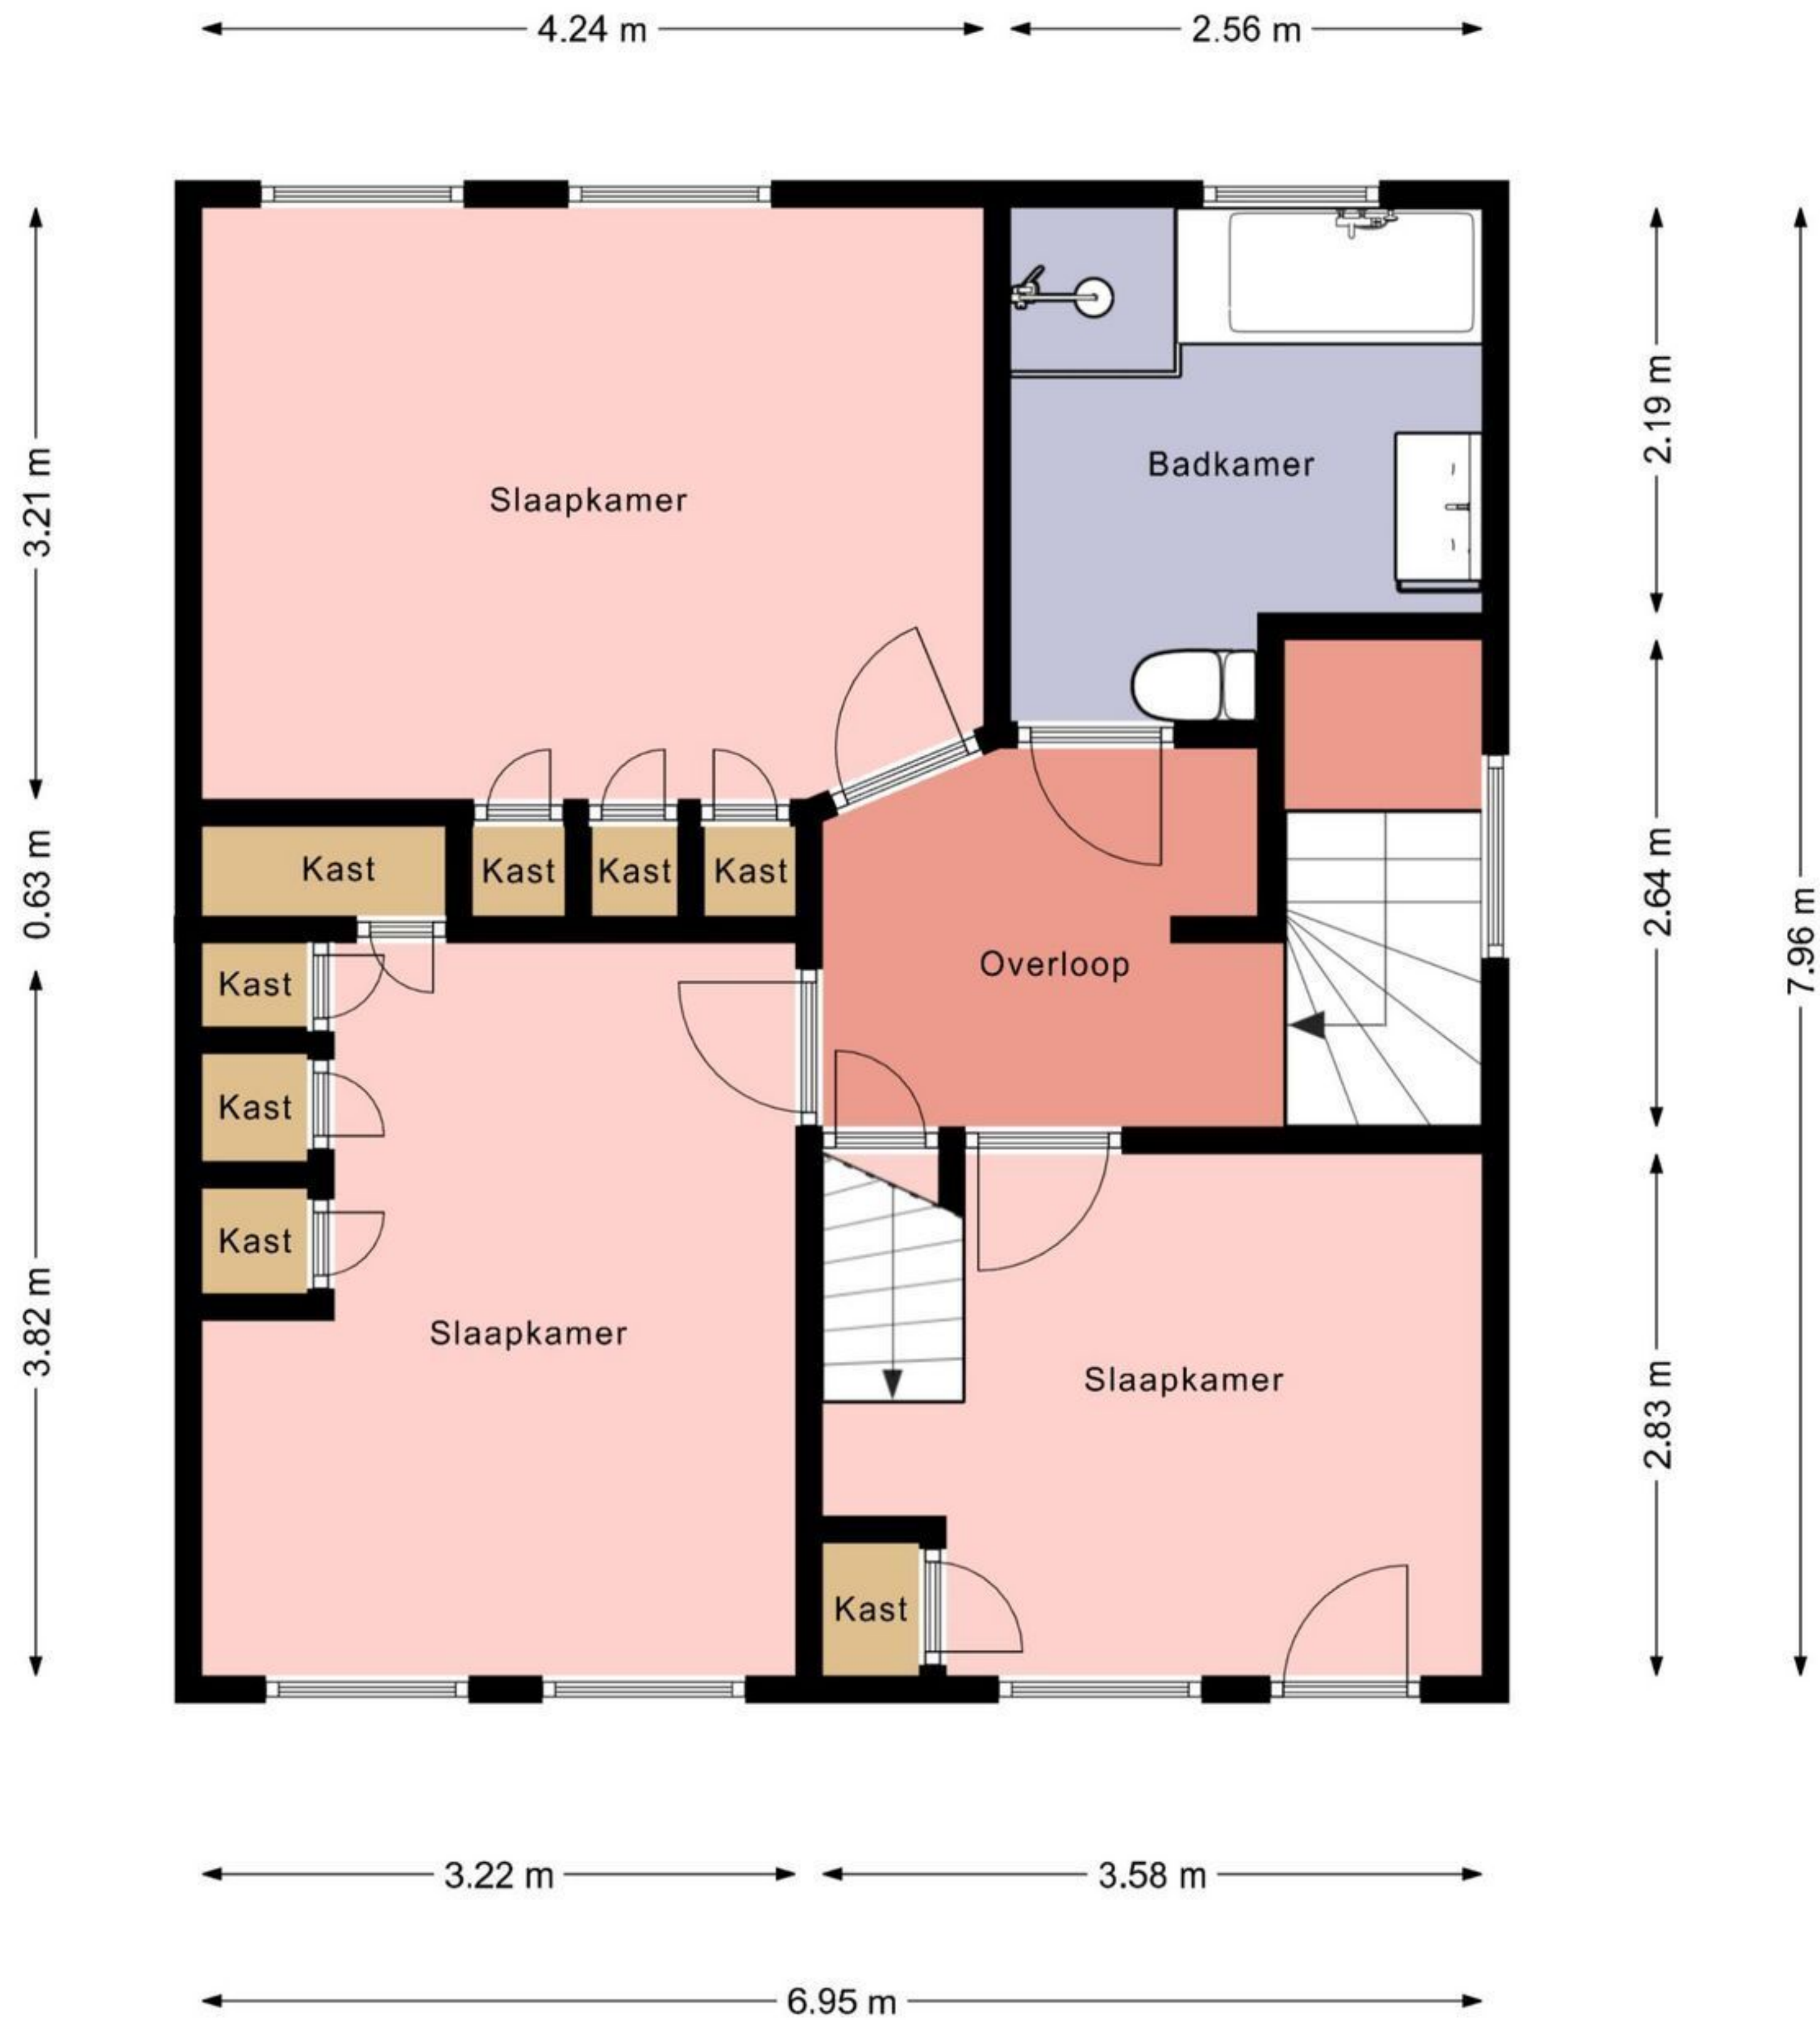 4.24 m
2.56 m
3.21 m
0.63 m
3.82 m
Slaapkamer
Badkamer
2.19 m
2.64 m
2.83 m
7.96 m
Kast
Kast
Kast
Kast
Overloop
Kast
Kast
Kast
Slaapkamer
Slaapkamer
Kast
3.22 m
3.58 m
6.95 m